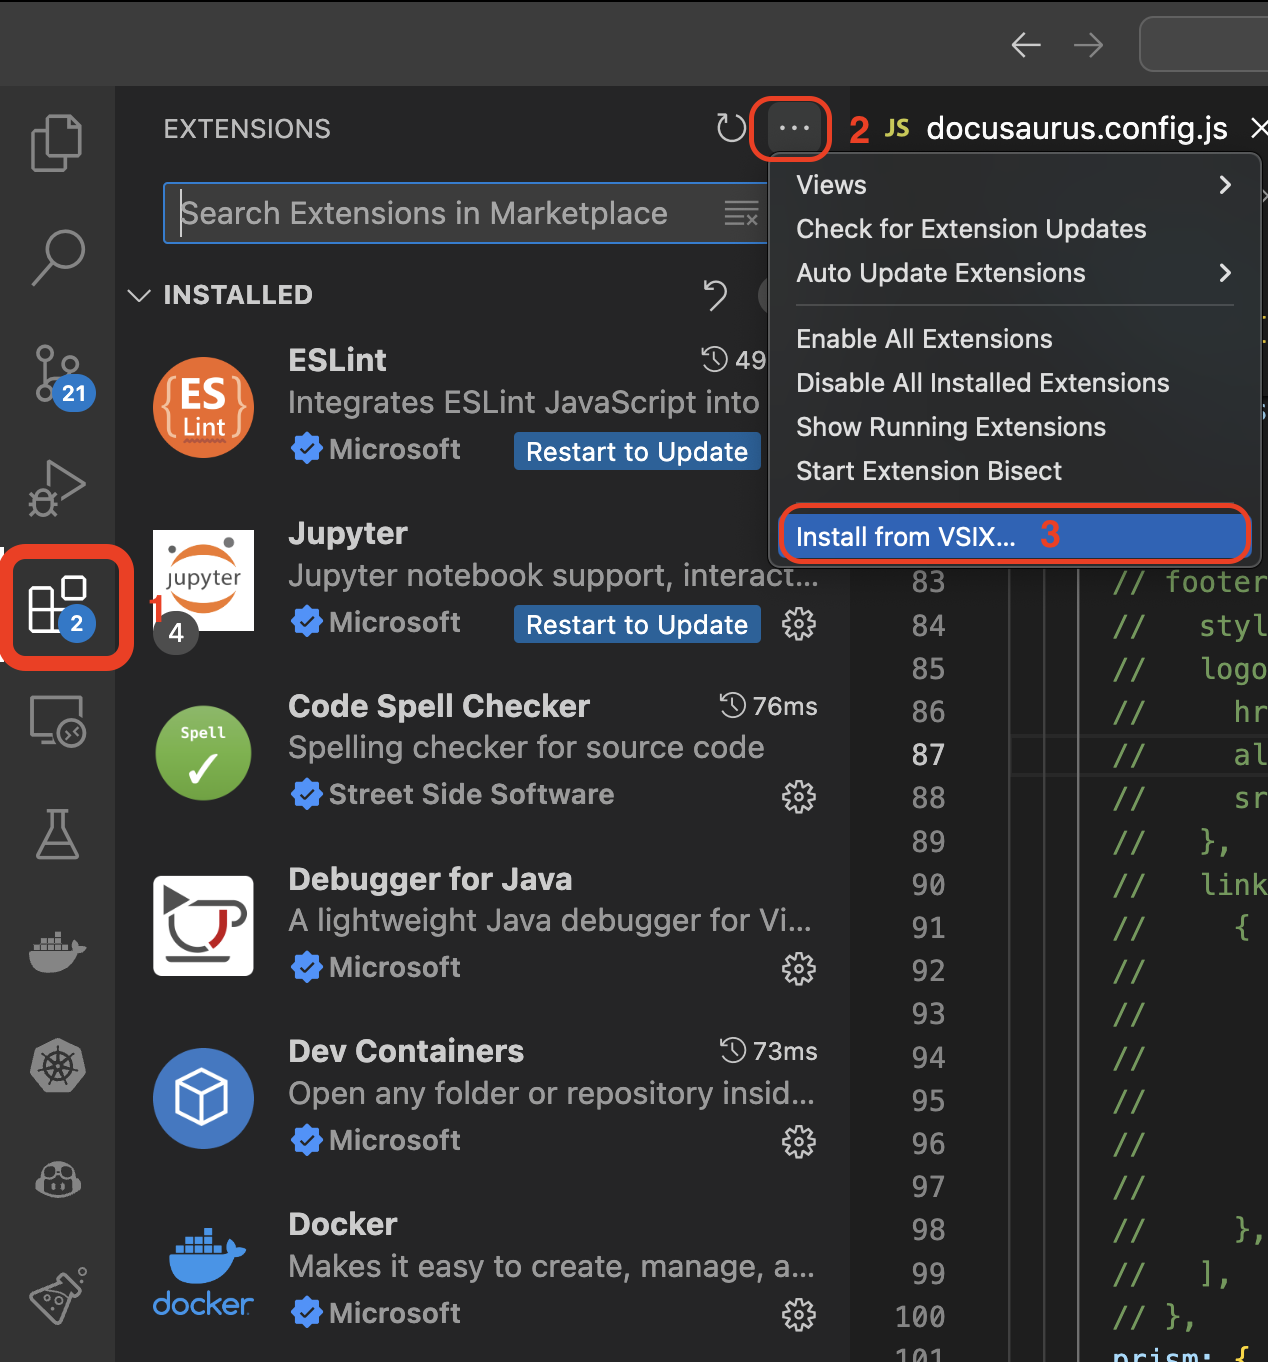 EXTENSIONS
2
JS docusaurus.config.js
Search Extensions in Marketplace
Views
Check for Extension Updates
Auto Update Extensions
Enable All Extensions
Disable All Installed Extensions
Show Running Extensions
Start Extension Bisect
Install from VSIX...
3
INSTALLED
21
2
1
ES
Lint
ESLint
49
Integrates ESLint JavaScript into
Microsoft
Restart to Update
jupyter
4
Jupyter
Jupyter notebook support, interact...
Microsoft
Restart to Update
Spell
Code Spell Checker
76ms
Spelling checker for source code
Street Side Software
Debugger for Java
A lightweight Java debugger for Vi...
Microsoft
Dev Containers
73ms
Open any folder or repository insid...
Microsoft
docker
Docker
Makes it easy to create, manage, a...
Microsoft
83 // footer
84 // styl
85 // logo
86 // hr
87 // al
88 // sr
89 // },
90 // link
91 // {
92 //
93 //
94 //
95 //
96 //
97 //
98 // },
99 // ],
100 // },
101 prism: {